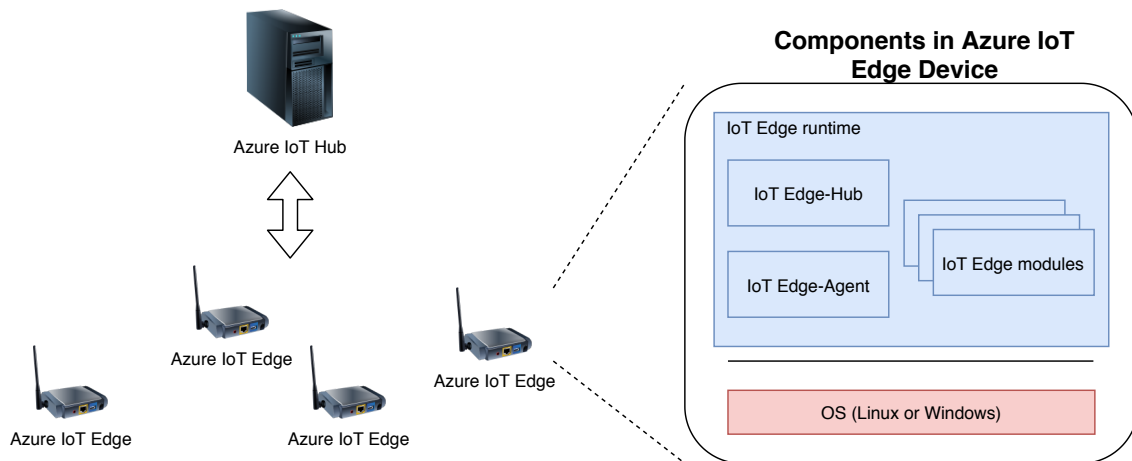 Azure IoT Hub
Azure IoT Edge
Azure IoT Edge
Azure IoT Edge
Azure IoT Edge
Components in Azure IoT
Edge Device
IoT Edge runtime
IoT Edge-Hub
IoT Edge-Agent
IoT Edge modules
OS (Linux or Windows)